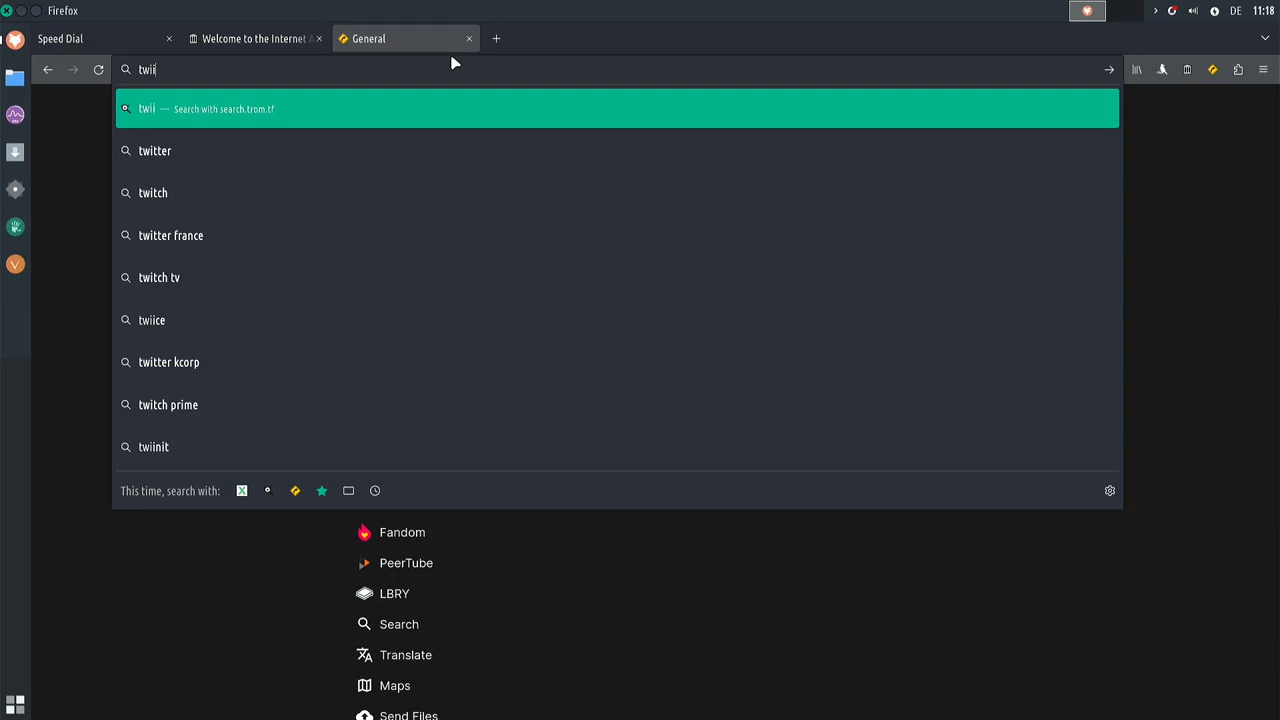 Firefox
DE 11:18
Speed Dial
Welcome to the Internet A
General
twii
twii — Search with search.trom.tf
twitter
twitch
twitter france
twitch tv
twiice
twitter kcorp
twitch prime
twiinit
This time, search with:
Fandom
PeerTube
LBRY
Search
Translate
Maps
Send Files